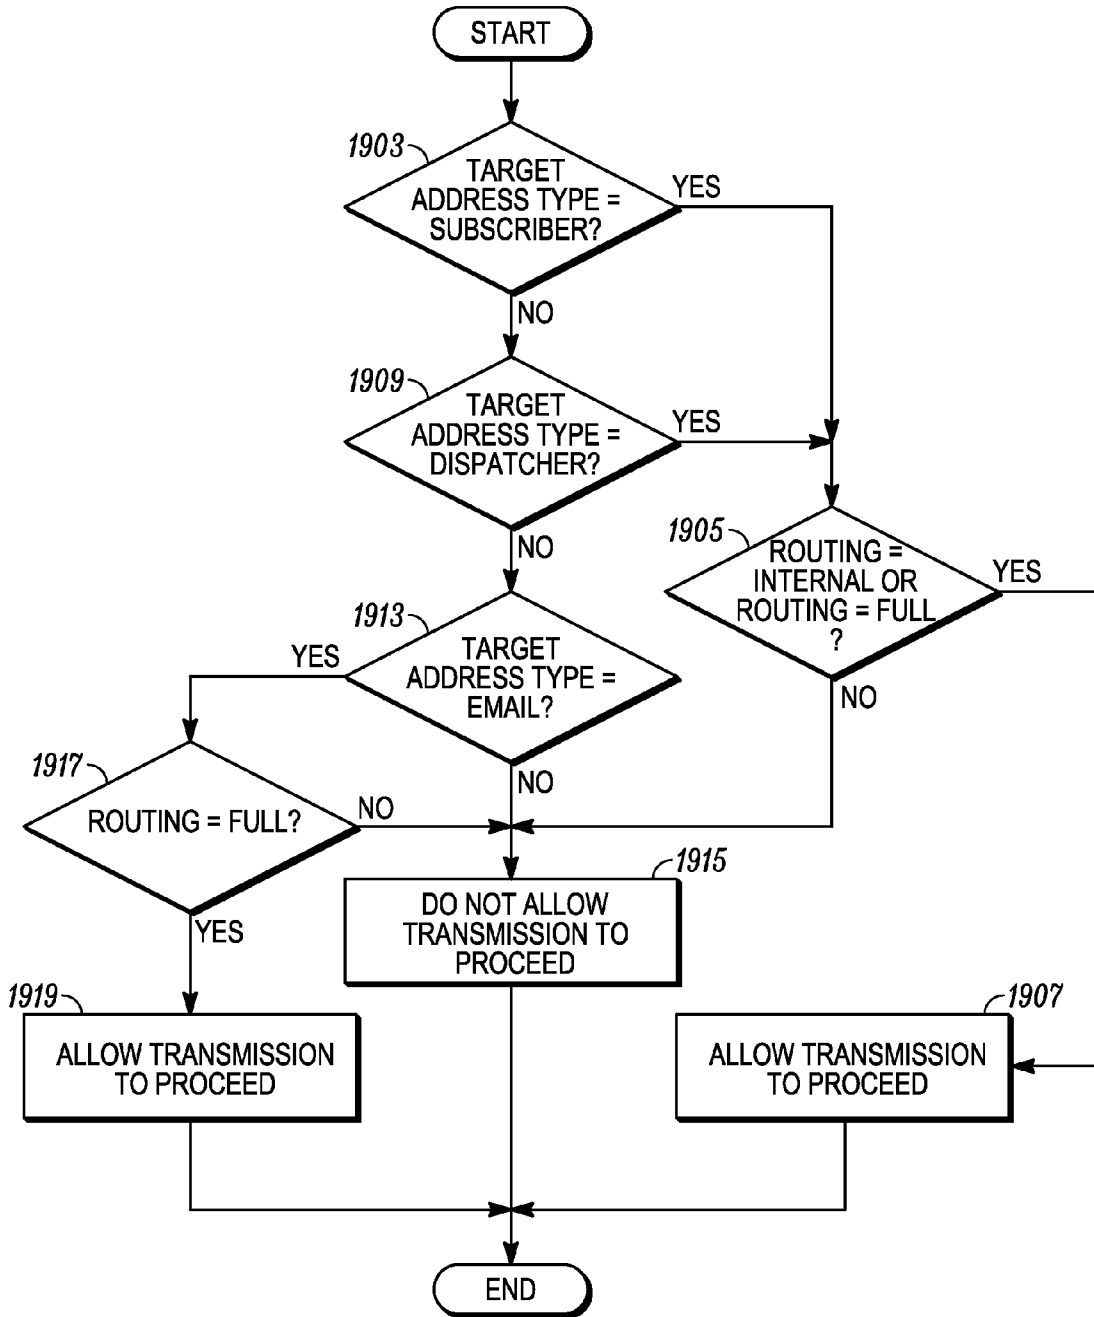 START
1903
TARGET
ADDRESS TYPE =
SUBSCRIBER?
YES
NO
1909
TARGET
ADDRESS TYPE =
DISPATCHER?
YES
NO
1905
ROUTING =
INTERNAL OR
ROUTING = FULL
?
YES
NO
1913
TARGET
ADDRESS TYPE =
EMAIL?
YES
NO
1917
ROUTING = FULL?
NO
YES
1915
DO NOT ALLOW
TRANSMISSION TO
PROCEED
1919
ALLOW TRANSMISSION
TO PROCEED
1907
ALLOW TRANSMISSION
TO PROCEED
END